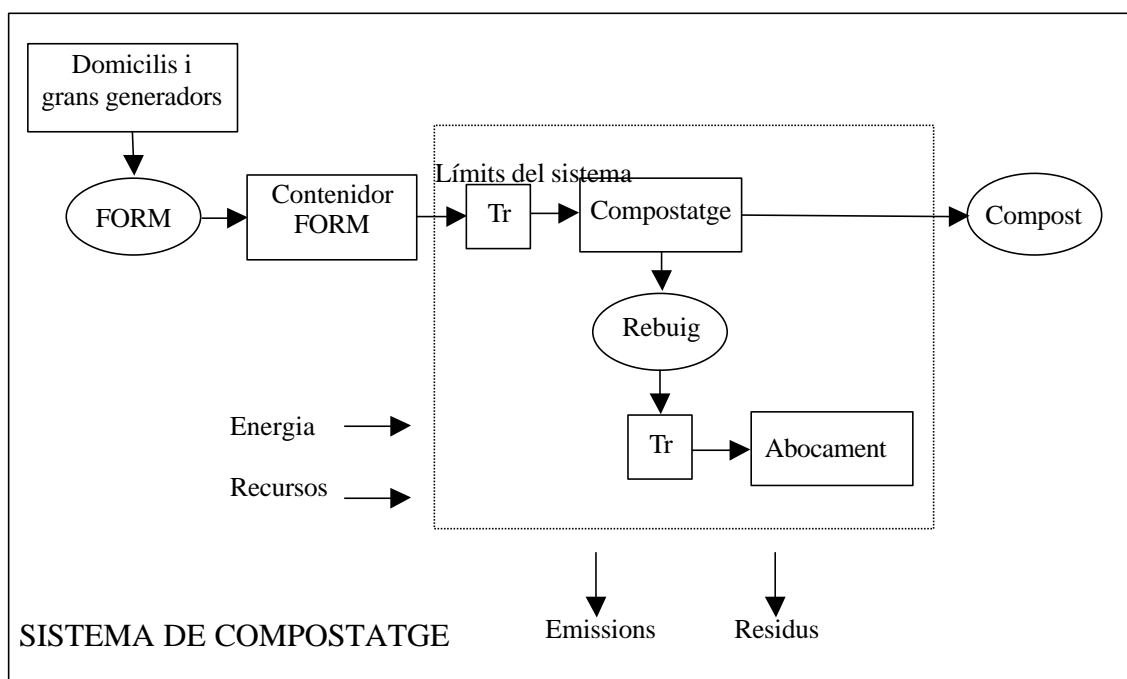 Domicilis i
grans generadors
Límits del sistema
FORM
Contenidor
FORM
Tr
Compostatge
Compost
Rebuig
Energia
Tr
Abocament
Recursos
SISTEMA DE COMPOSTATGE
Emissions
Residus